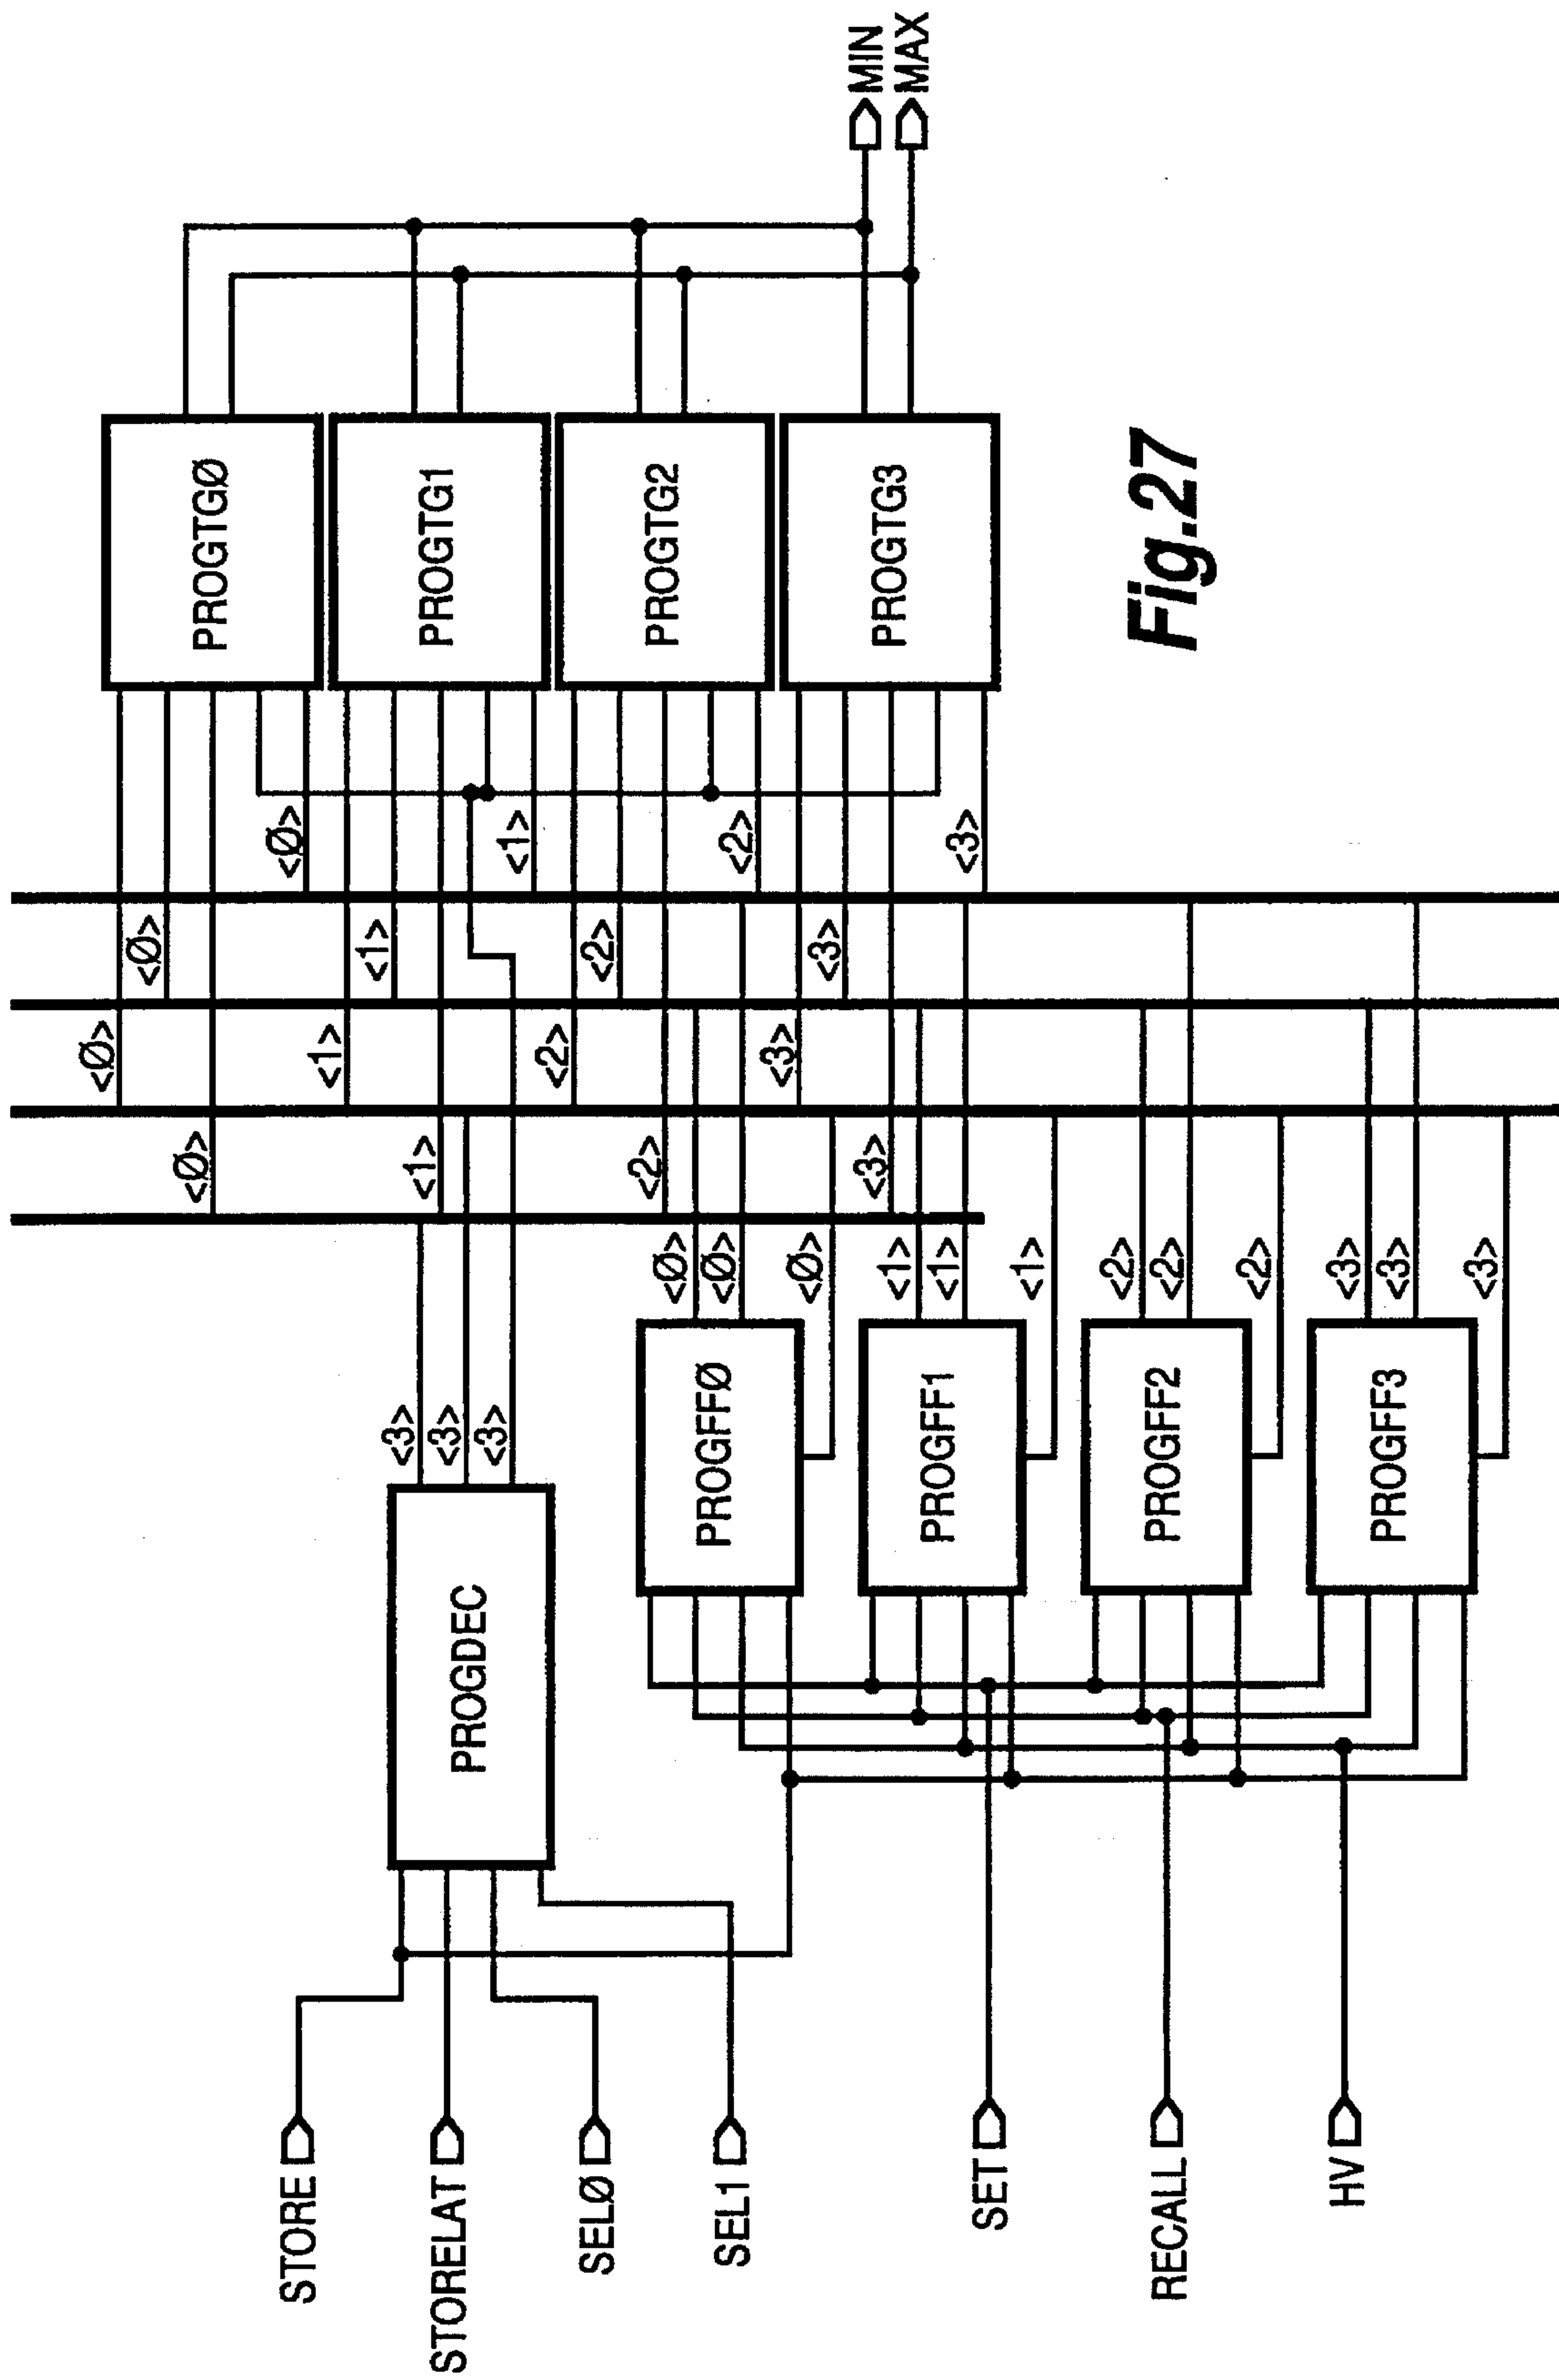 STORE
STORELAT
SELØ
SEL1
SET
RECALL
HV
PROGDEC
<3>
<3>
<3>
PROGFFØ
<Ø>
<Ø>
<Ø>
PROGFF1
<1>
<1>
<1>
PROGFF2
<2>
<2>
<2>
PROGFF3
<3>
<3>
<3>
<Ø>
<Ø>
<Ø>
<Ø>
PROGTGØ
<1>
<1>
<1>
<1>
PROGTG1
<2>
<2>
<2>
<2>
PROGTG2
<3>
<3>
<3>
<3>
PROGTG3
MIN
MAX
Fig.27